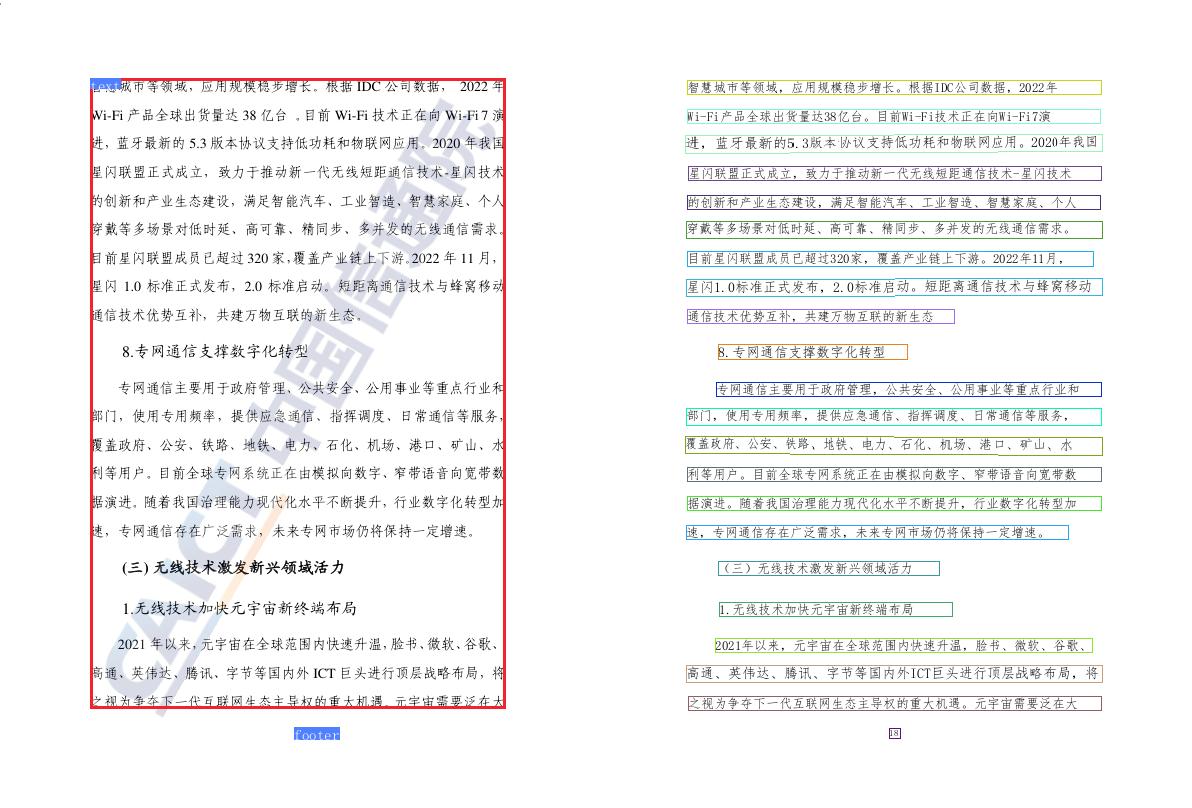 text
智慧城市等领域，应用规模稳步增长。根据 IDC 公司数据， 2022 年
Wi-Fi 产品全球出货量达 38 亿台 。目前 Wi-Fi 技术正在向 Wi-Fi 7 演
进，蓝牙最新的 5.3 版本协议支持低功耗和物联网应用。2020 年我国
星闪联盟正式成立，致力于推动新一代无线短距通信技术-星闪技术
的创新和产业生态建设，满足智能汽车、工业智造、智慧家庭、个人
穿戴等多场景对低时延、高可靠、精同步、多并发的无线通信需求。
目前星闪联盟成员已超过 320 家，覆盖产业链上下游。2022 年 11 月，
星闪 1.0 标准正式发布，2.0 标准启动。短距离通信技术与蜂窝移动
通信技术优势互补，共建万物互联的新生态。
8.专网通信支撑数字化转型
专网通信主要用于政府管理、公共安全、公用事业等重点行业和
部门，使用专用频率，提供应急通信、指挥调度、日常通信等服务，
覆盖政府、公安、铁路、地铁、电力、石化、机场、港口、矿山、水
利等用户。目前全球专网系统正在由模拟向数字、窄带语音向宽带数
据演进。随着我国治理能力现代化水平不断提升，行业数字化转型加
速，专网通信存在广泛需求，未来专网市场仍将保持一定增速。
(三) 无线技术激发新兴领域活力
1.无线技术加快元宇宙新终端布局
2021 年以来，元宇宙在全球范围内快速升温，脸书、微软、谷歌、
高通、英伟达、腾讯、字节等国内外 ICT 巨头进行顶层战略布局，将
之视为争夺下一代互联网生态主导权的重大机遇。元宇宙需要泛在大
footer
CAICT 中国信通院
智慧城市等领域，应用规模稳步增长。根据IDC公司数据，2022年
Wi-Fi产品全球出货量达38亿台。目前Wi-Fi技术正在向Wi-Fi7演
进，蓝牙最新的5.3版本协议支持低功耗和物联网应用。2020年我国
星闪联盟正式成立，致力于推动新一代无线短距通信技术-星闪技术
的创新和产业生态建设，满足智能汽车、工业智造、智慧家庭、个人
穿戴等多场景对低时延、高可靠、精同步、多并发的无线通信需求。
目前星闪联盟成员已超过320家，覆盖产业链上下游。2022年11月，
星闪1.0标准正式发布，2.0标准启动。短距离通信技术与蜂窝移动
通信技术优势互补，共建万物互联的新生态
8.专网通信支撑数字化转型
专网通信主要用于政府管理，公共安全、公用事业等重点行业和
部门，使用专用频率，提供应急通信、指挥调度、日常通信等服务，
覆盖政府、公安、铁路、地铁、电力、石化、机场、港口、矿山、水
利等用户。目前全球专网系统正在由模拟向数字、窄带语音向宽带数
据演进。随着我国治理能力现代化水平不断提升，行业数字化转型加
速，专网通信存在广泛需求，未来专网市场仍将保持一定增速。
（三）无线技术激发新兴领域活力
1.无线技术加快元宇宙新终端布局
2021年以来，元宇宙在全球范围内快速升温，脸书、微软、谷歌、
高通、英伟达、腾讯、字节等国内外ICT巨头进行顶层战略布局，将
之视为争夺下一代互联网生态主导权的重大机遇。元宇宙需要泛在大
18